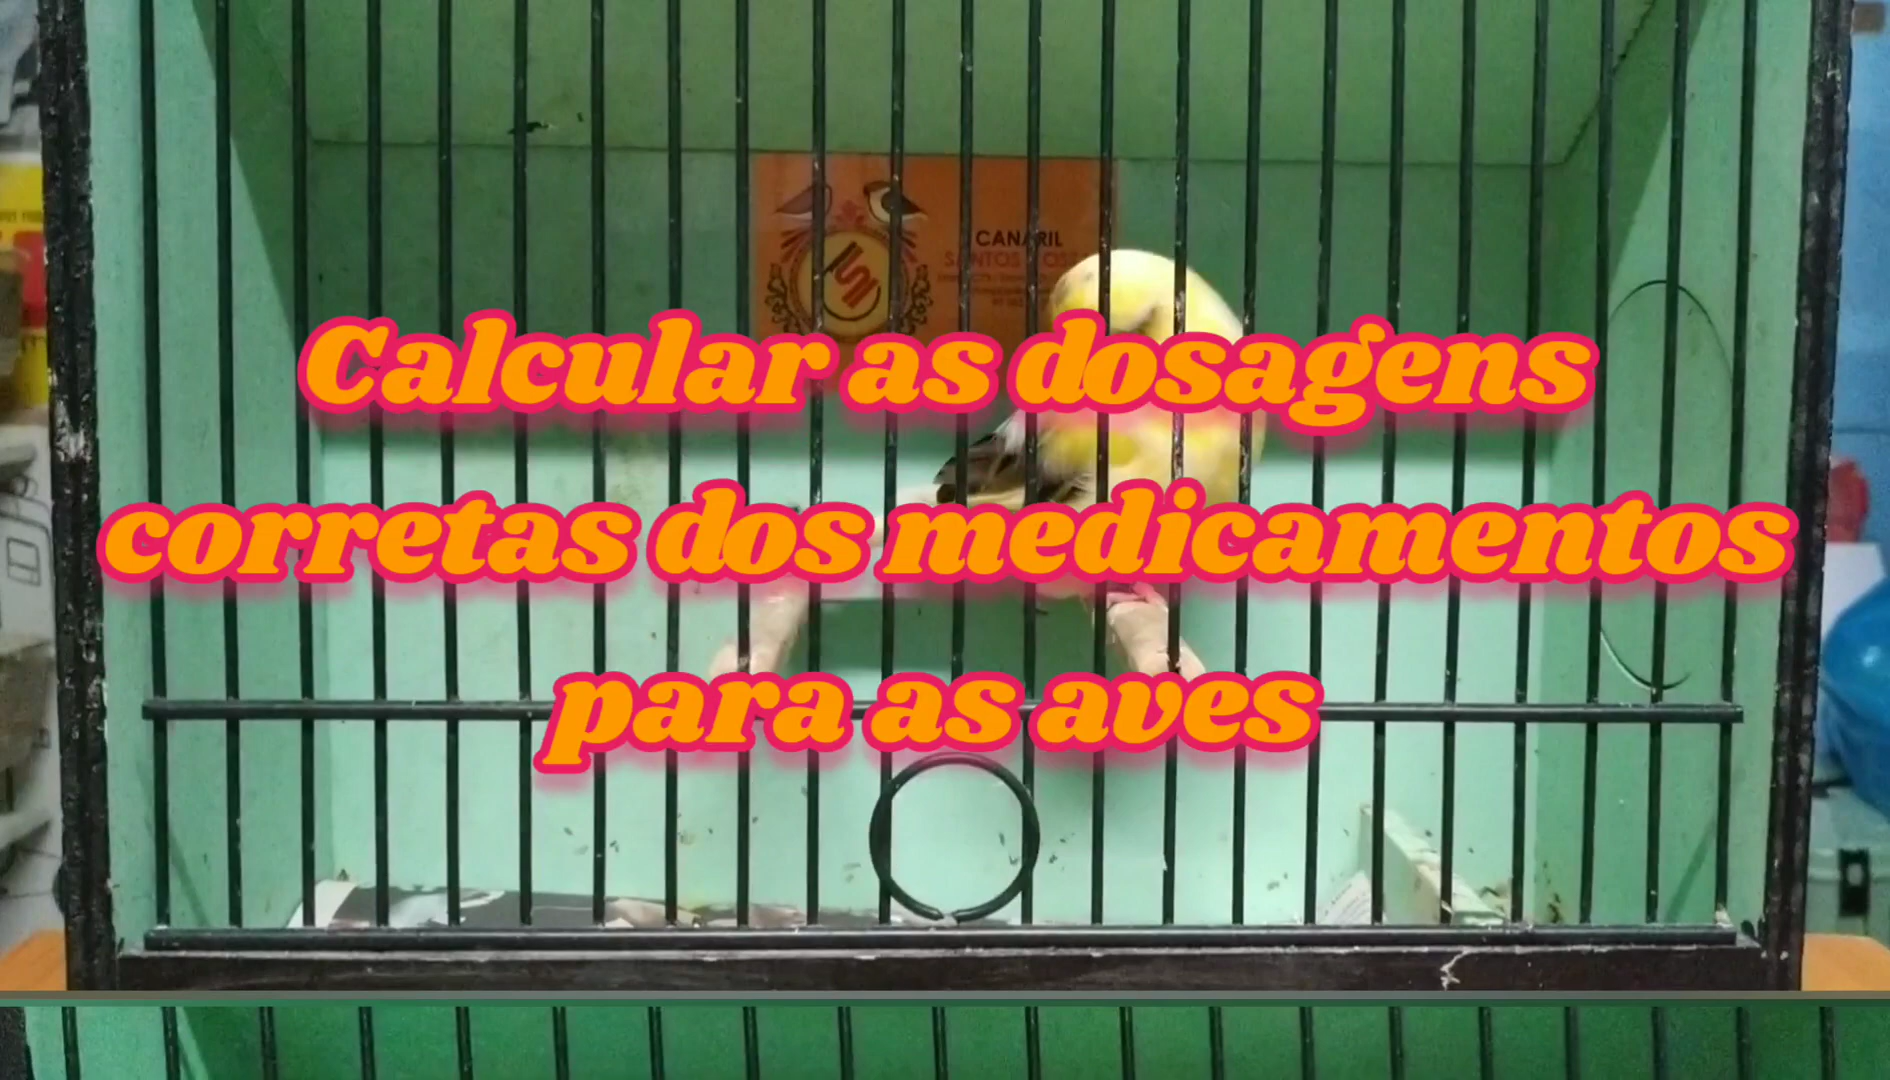 CANARIL
Calcular as dosagens
corretas dos medicamentos
para as aves